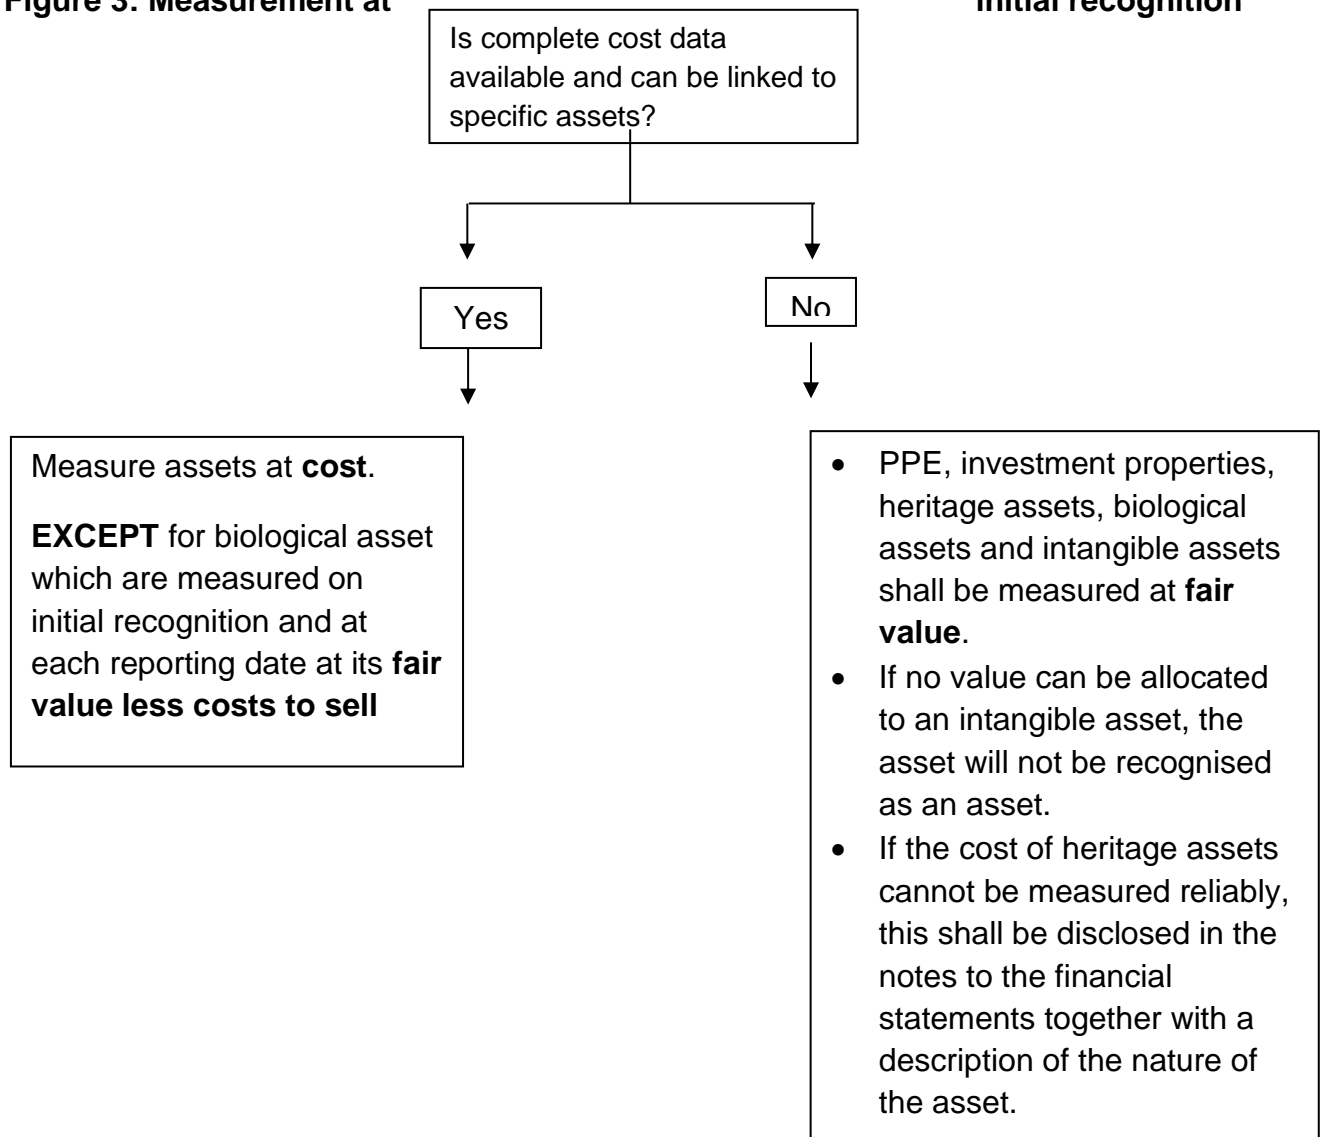 Figure 3: Measurement at initial recognition
Is complete cost data
available and can be linked to
specific assets?
Yes
No
Measure assets at cost.
EXCEPT for biological asset
which are measured on
initial recognition and at
each reporting date at its fair
value less costs to sell
• PPE, investment properties,
heritage assets, biological
assets and intangible assets
shall be measured at fair
value.
• If no value can be allocated
to an intangible asset, the
asset will not be recognised
as an asset.
• If the cost of heritage assets
cannot be measured reliably,
this shall be disclosed in the
notes to the financial
statements together with a
description of the nature of
the asset.